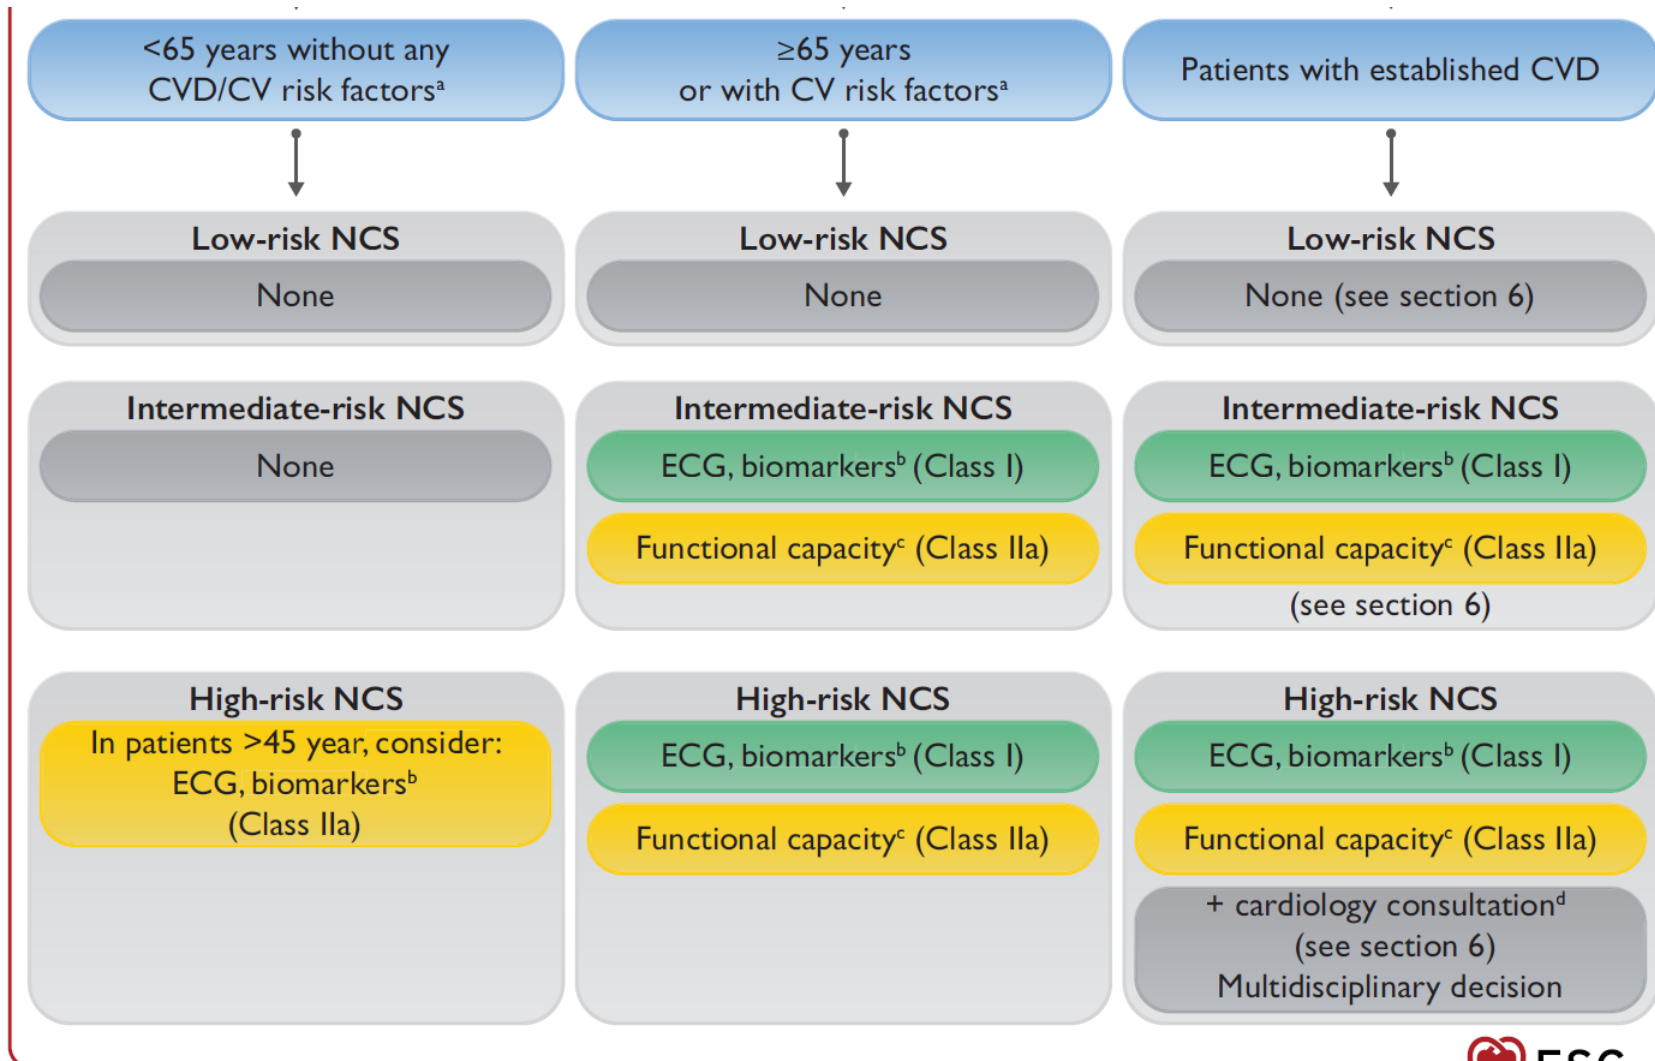 <65 years without any
CVD/CV risk factorsᵃ
≥65 years
or with CV risk factorsᵃ
Patients with established CVD
Low-risk NCS
None
Low-risk NCS
None
Low-risk NCS
None (see section 6)
Intermediate-risk NCS
None
Intermediate-risk NCS
ECG, biomarkersᵇ (Class I)
Functional capacityᶜ (Class IIa)
Intermediate-risk NCS
ECG, biomarkersᵇ (Class I)
Functional capacityᶜ (Class IIa)
(see section 6)
High-risk NCS
In patients >45 year, consider:
ECG, biomarkersᵇ
(Class IIa)
High-risk NCS
ECG, biomarkersᵇ (Class I)
Functional capacityᶜ (Class IIa)
High-risk NCS
ECG, biomarkersᵇ (Class I)
Functional capacityᶜ (Class IIa)
+ cardiology consultationᵈ
(see section 6)
Multidisciplinary decision
ESC